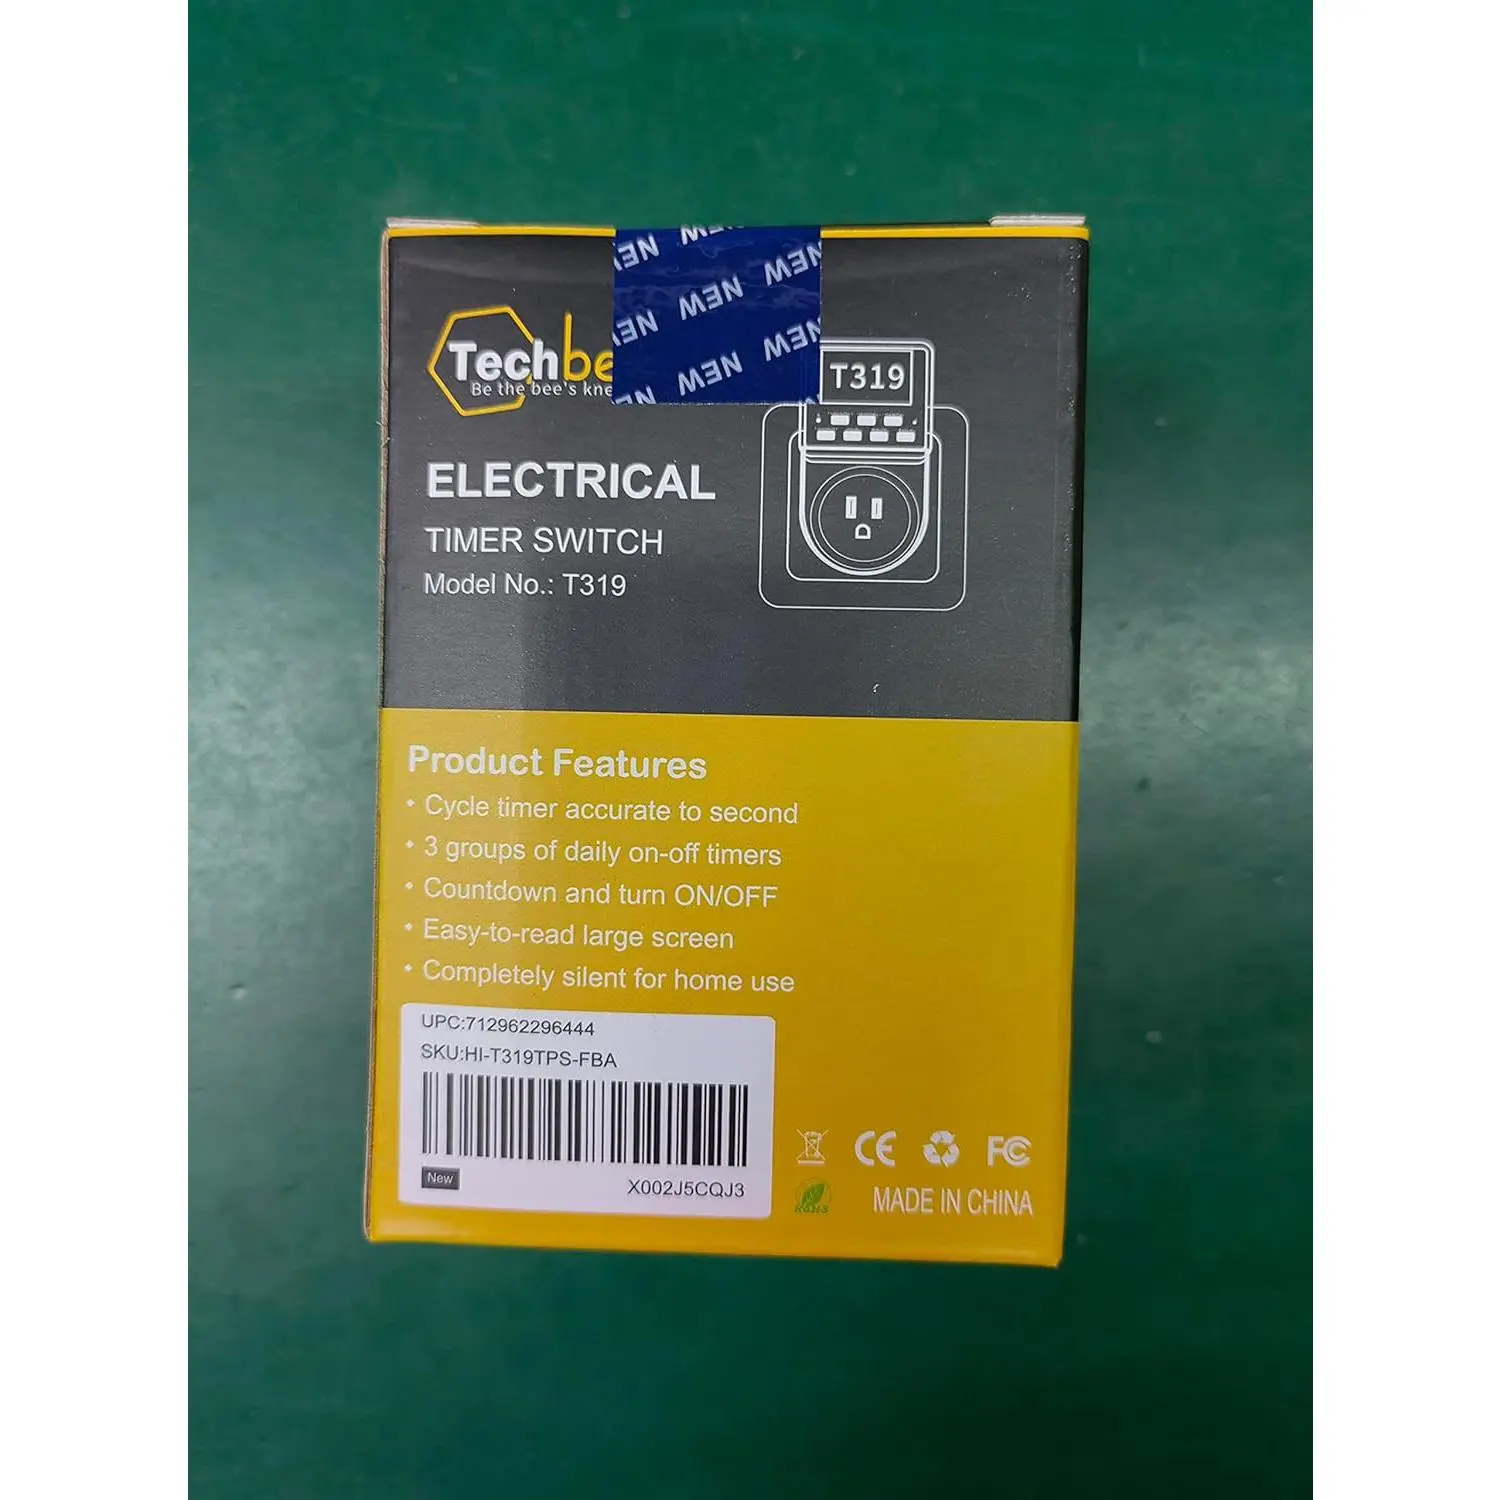 NEW NEW
NEW NEW NEW
NEW NEW NEW
Techbe
Be the bee's kne
T319
ELECTRICAL
TIMER SWITCH
Model No.: T319
Product Features
• Cycle timer accurate to second
• 3 groups of daily on-off timers
• Countdown and turn ON/OFF
• Easy-to-read large screen
• Completely silent for home use
UPC:712962296444
SKU:HI-T319TPS-FBA
New
X002J5CQJ3
CE FC
RoHS
MADE IN CHINA